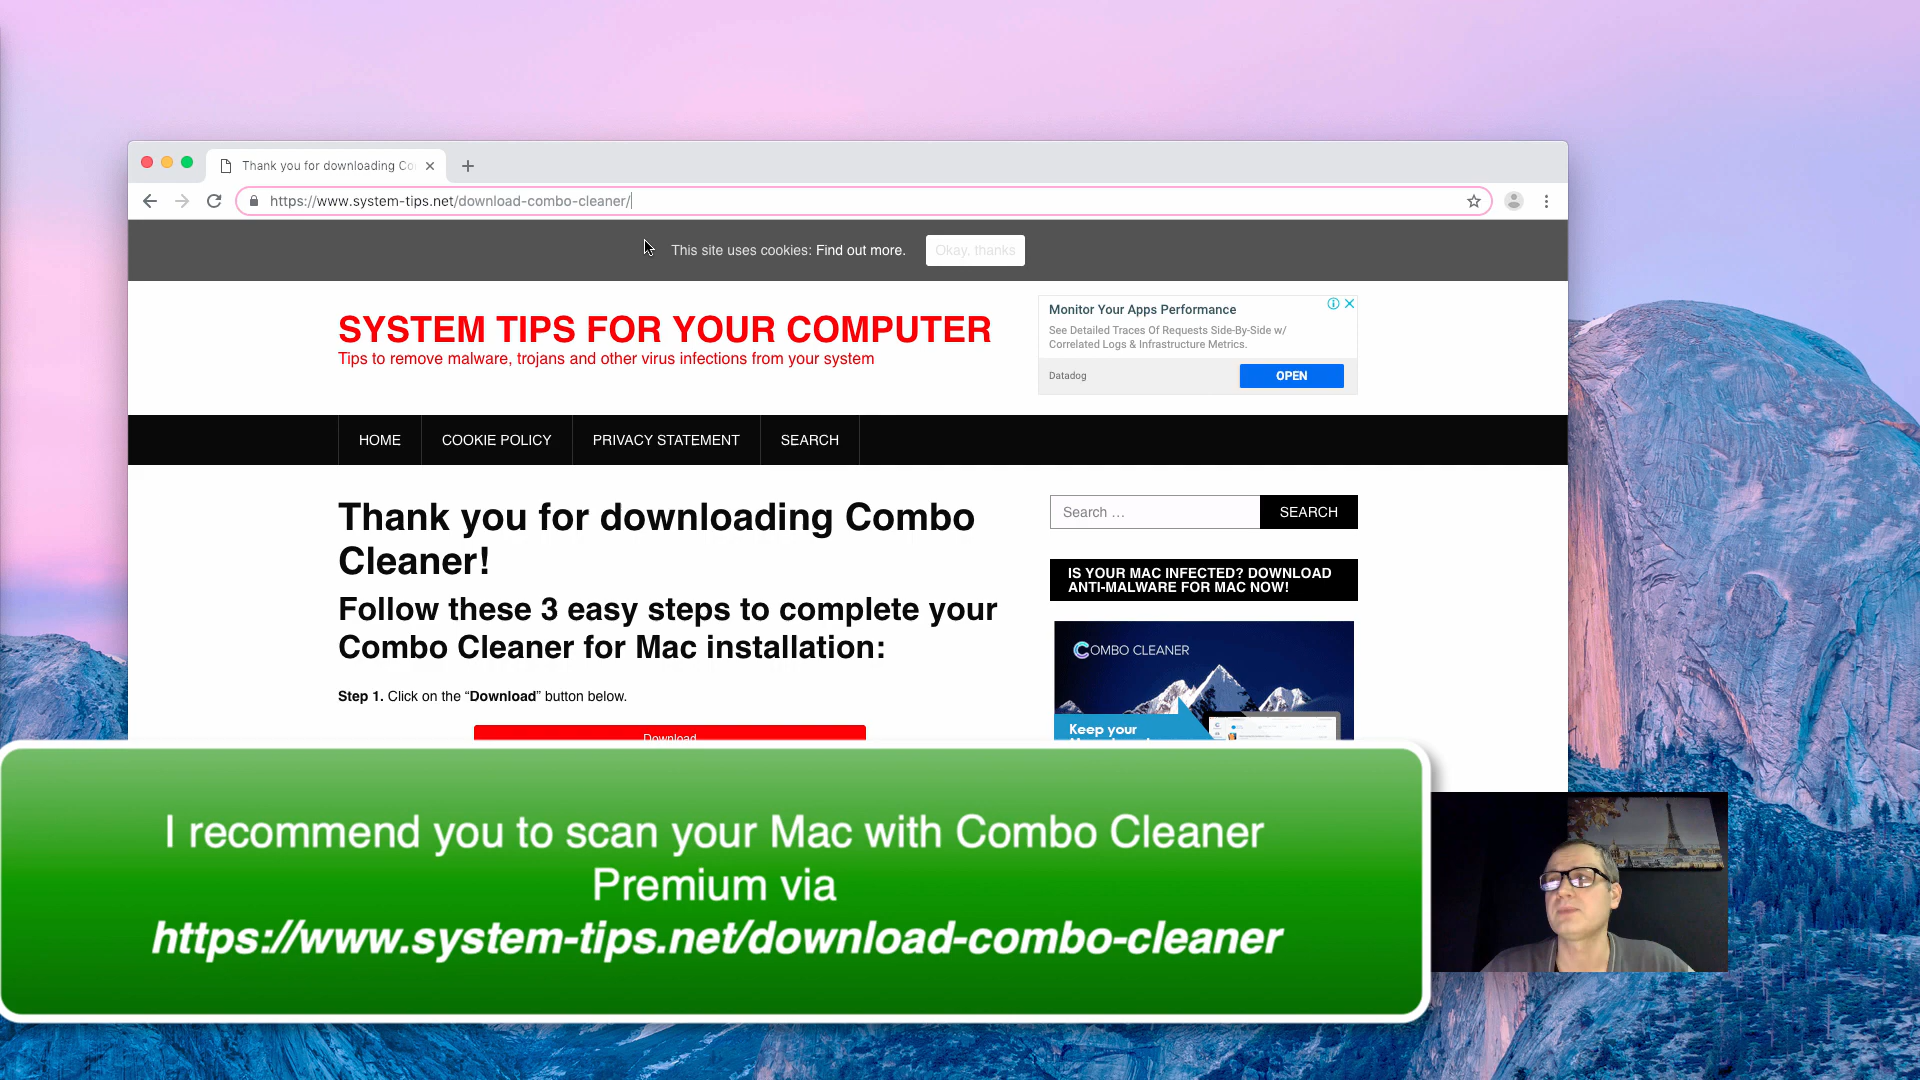 Thank you for downloading Co
https://www.system-tips.net/download-combo-cleaner/
This site uses cookies: Find out more.
Okay, thanks
SYSTEM TIPS FOR YOUR COMPUTER
Tips to remove malware, trojans and other virus infections from your system
Monitor Your Apps Performance
See Detailed Traces Of Requests Side-By-Side w/
Correlated Logs & Infrastructure Metrics.
Datadog
OPEN
HOME
COOKIE POLICY
PRIVACY STATEMENT
SEARCH
Thank you for downloading Combo
Cleaner!
Follow these 3 easy steps to complete your
Combo Cleaner for Mac installation:
Step 1. Click on the “Download” button below.
Download
Search …
SEARCH
IS YOUR MAC INFECTED? DOWNLOAD
ANTI-MALWARE FOR MAC NOW!
COMBO CLEANER
Keep your
I recommend you to scan your Mac with Combo Cleaner
Premium via
https://www.system-tips.net/download-combo-cleaner